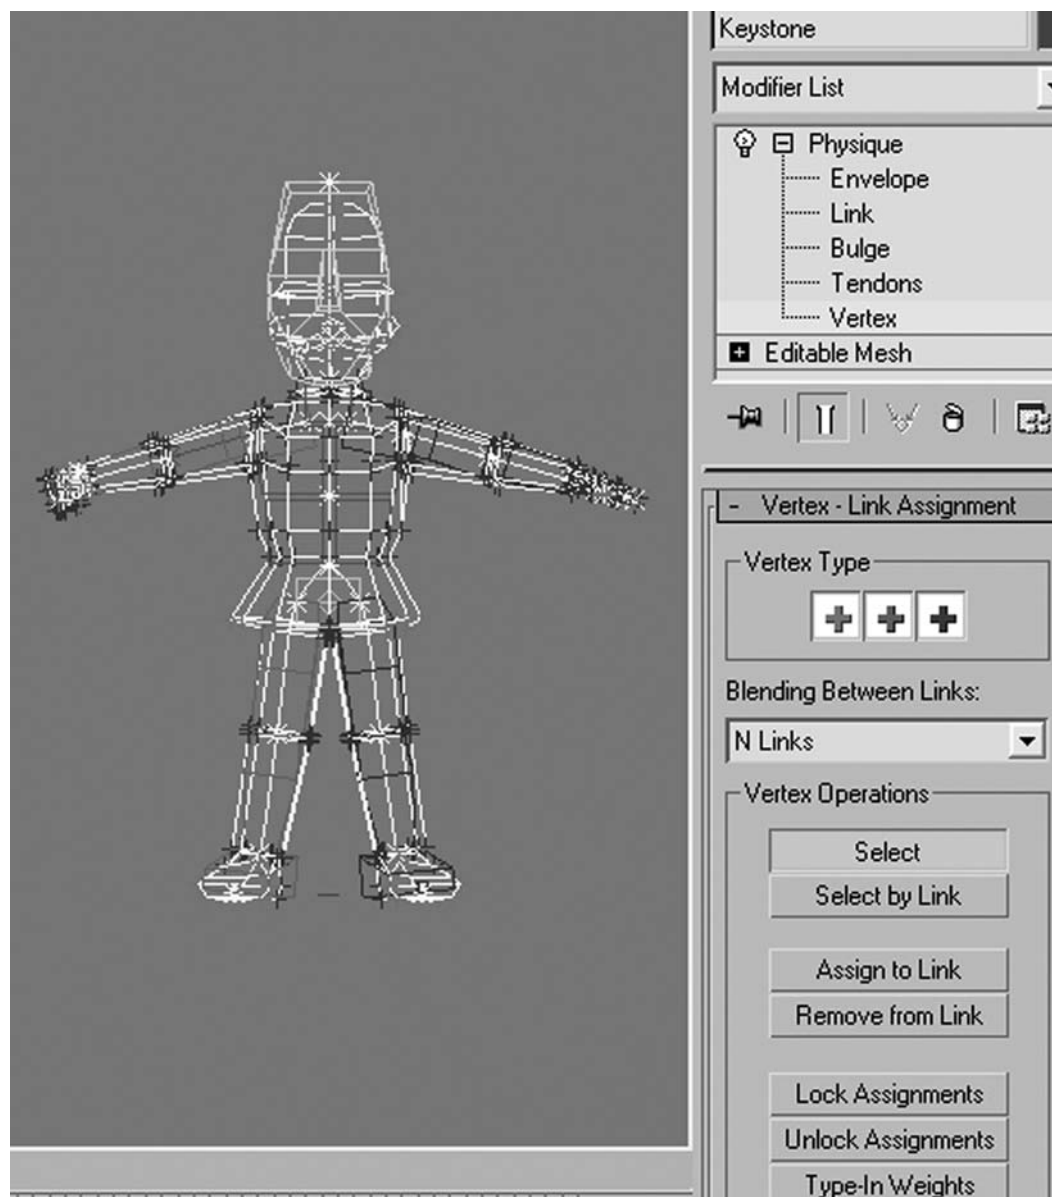 Keystone
Modifier List
Physique
Envelope
Link
Bulge
Tendons
Vertex
Editable Mesh
- Vertex - Link Assignment
Vertex Type
Blending Between Links:
N Links
Vertex Operations
Select
Select by Link
Assign to Link
Remove from Link
Lock Assignments
Unlock Assignments
Type-In Weights